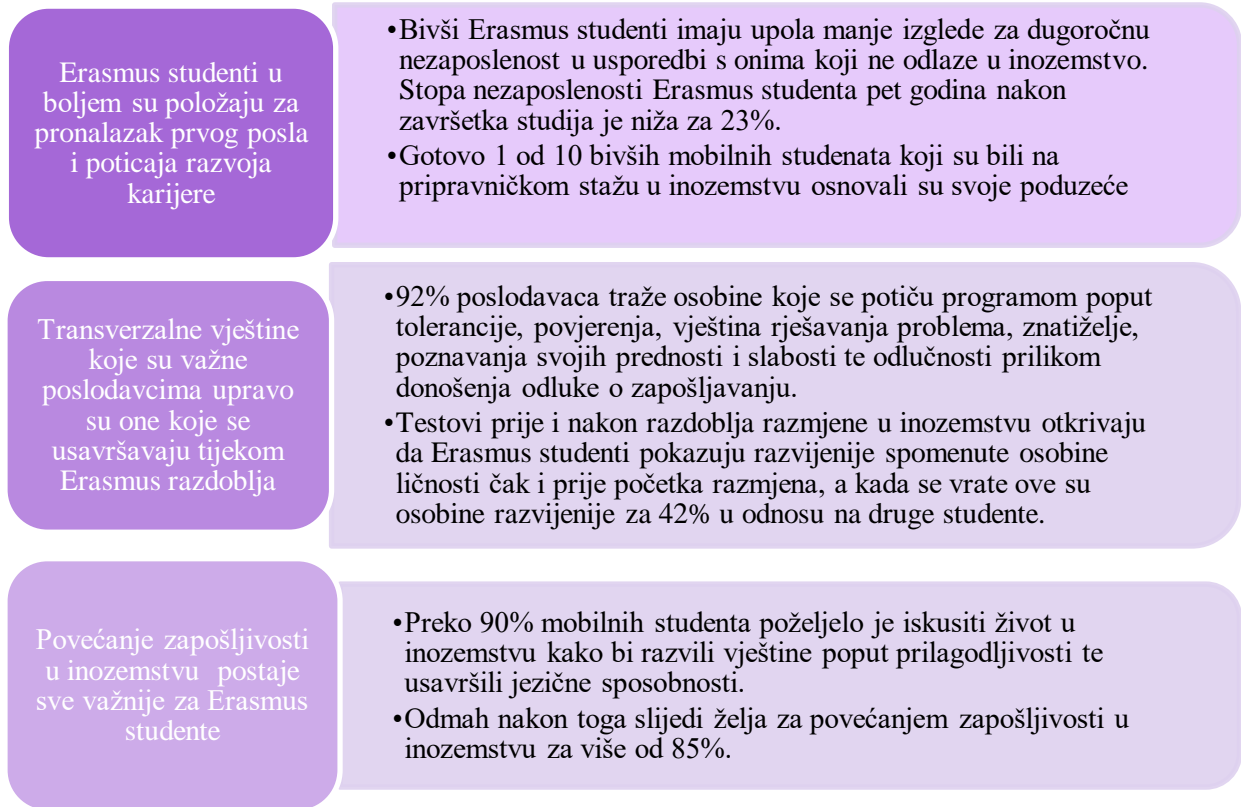 Erasmus studenti u
boljem su položaju za
pronalazak prvog posla
i poticaja razvoja
karijere
•Bivši Erasmus studenti imaju upola manje izglede za dugoročnu
nezaposlenost u usporedbi s onima koji ne odlaze u inozemstvo.
Stopa nezaposlenosti Erasmus studenta pet godina nakon
završetka studija je niža za 23%.
•Gotovo 1 od 10 bivših mobilnih studenata koji su bili na
pripravničkom stažu u inozemstvu osnovali su svoje poduzeće
Transverzalne vještine
koje su važne
poslodavcima upravo
su one koje se
usavršavaju tijekom
Erasmus razdoblja
•92% poslodavaca traže osobine koje se potiču programom poput
tolerancije, povjerenja, vještina rješavanja problema, znatiželje,
poznavanja svojih prednosti i slabosti te odlučnosti prilikom
donošenja odluke o zapošljavanju.
•Testovi prije i nakon razdoblja razmjene u inozemstvu otkrivaju
da Erasmus studenti pokazuju razvijenije spomenute osobine
ličnosti čak i prije početka razmjena, a kada se vrate ove su
osobine razvijenije za 42% u odnosu na druge studente.
Povećanje zapošljivosti
u inozemstvu postaje
sve važnije za Erasmus
studente
•Preko 90% mobilnih studenta poželjelo je iskusiti život u
inozemstvu kako bi razvili vještine poput prilagodljivosti te
usavršili jezične sposobnosti.
•Odmah nakon toga slijedi želja za povećanjem zapošljivosti u
inozemstvu za više od 85%.